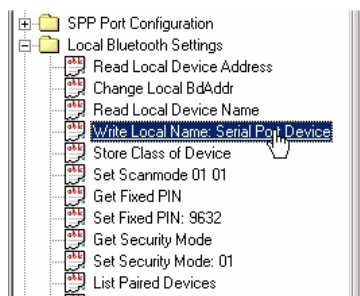 SPP Port Configuration
Local Bluetooth Settings
Read Local Device Address
Change Local BdAddr
Read Local Device Name
Write Local Name: Serial Port Device
Store Class of Device
Set Scanmode 01 01
Get Fixed PIN
Set Fixed PIN: 9632
Get Security Mode
Set Security Mode: 01
List Paired Devices